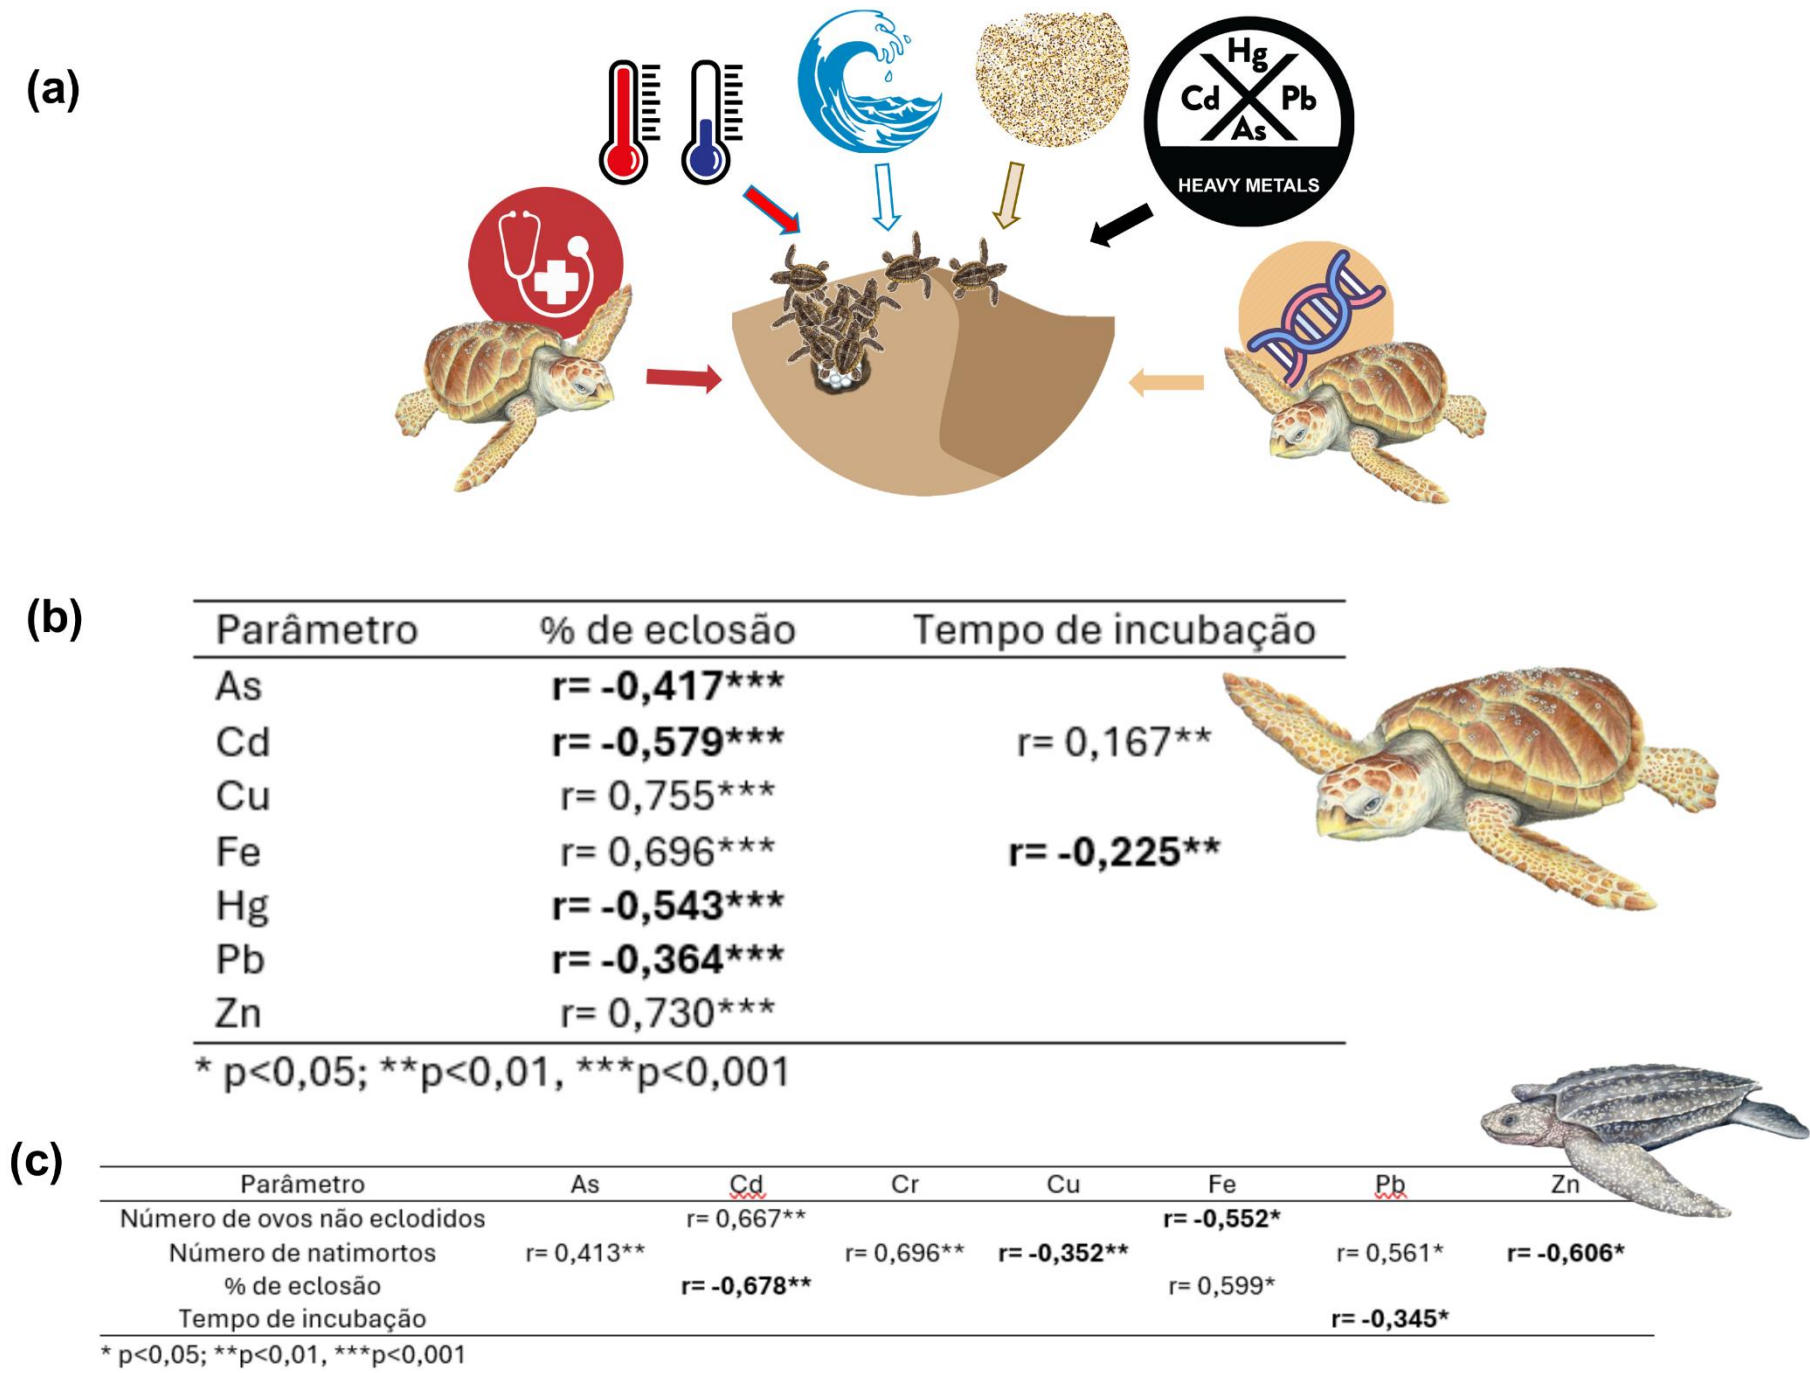 (a)
Hg
Cd Pb
As
HEAVY METALS
(b)
Parâmetro % de eclosão Tempo de incubação
As r= -0,417***
Cd r= -0,579*** r= 0,167**
Cu r= 0,755***
Fe r= 0,696*** r= -0,225**
Hg r= -0,543***
Pb r= -0,364***
Zn r= 0,730***
* p<0,05; **p<0,01, ***p<0,001
(c)
Parâmetro As Cd Cr Cu Fe Pb Zn
Número de ovos não eclodidos r= 0,667** r= -0,552*
Número de natimortos r= 0,413** r= 0,696** r= -0,352** r= 0,561* r= -0,606*
% de eclosão r= -0,678** r= 0,599*
Tempo de incubação r= -0,345*
* p<0,05; **p<0,01, ***p<0,001